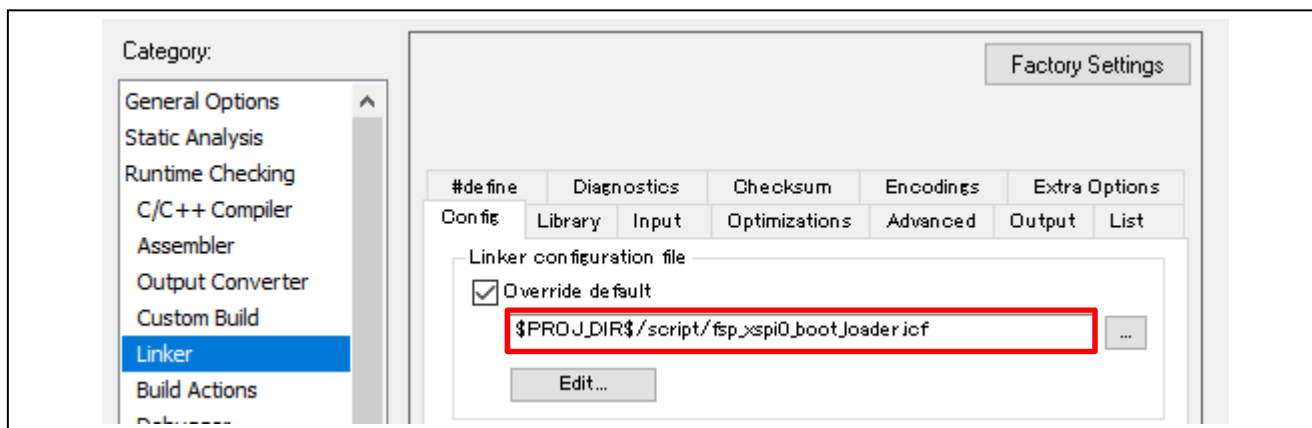 Category:
General Options
Static Analysis
Runtime Checking
C/C++ Compiler
Assembler
Output Converter
Custom Build
Linker
Build Actions
Debugger
Factory Settings
#define Diagnostics Checksum Encodings Extra Options
Config Library Input Optimizations Advanced Output List
Linker configuration file
Override default
$PROJ_DIR$/script/fsp_xspi0_boot_loader.icf
...
Edit...